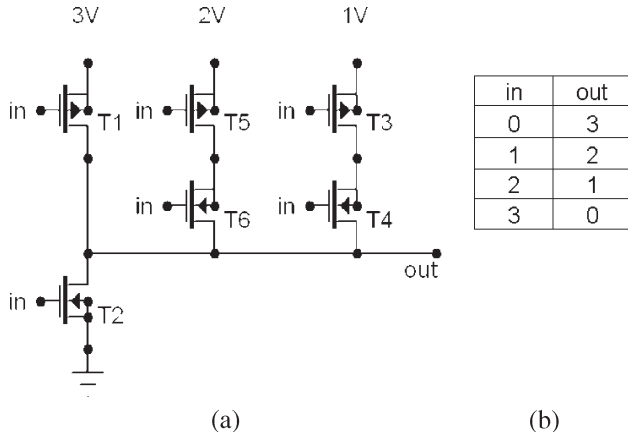 3V 2V 1V
in T1 in T5 in T3
in T6 in T4
out
in T2
in out
0 3
1 2
2 1
3 0
(a) (b)